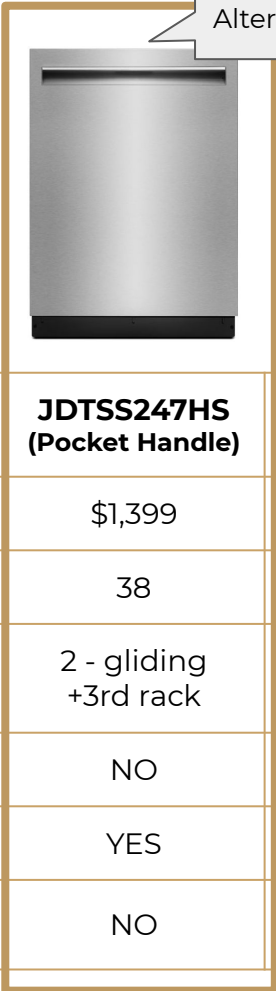 Alter
JDTSS247HS
(Pocket Handle)
$1,399
38
2 - gliding
+3rd rack
NO
YES
NO